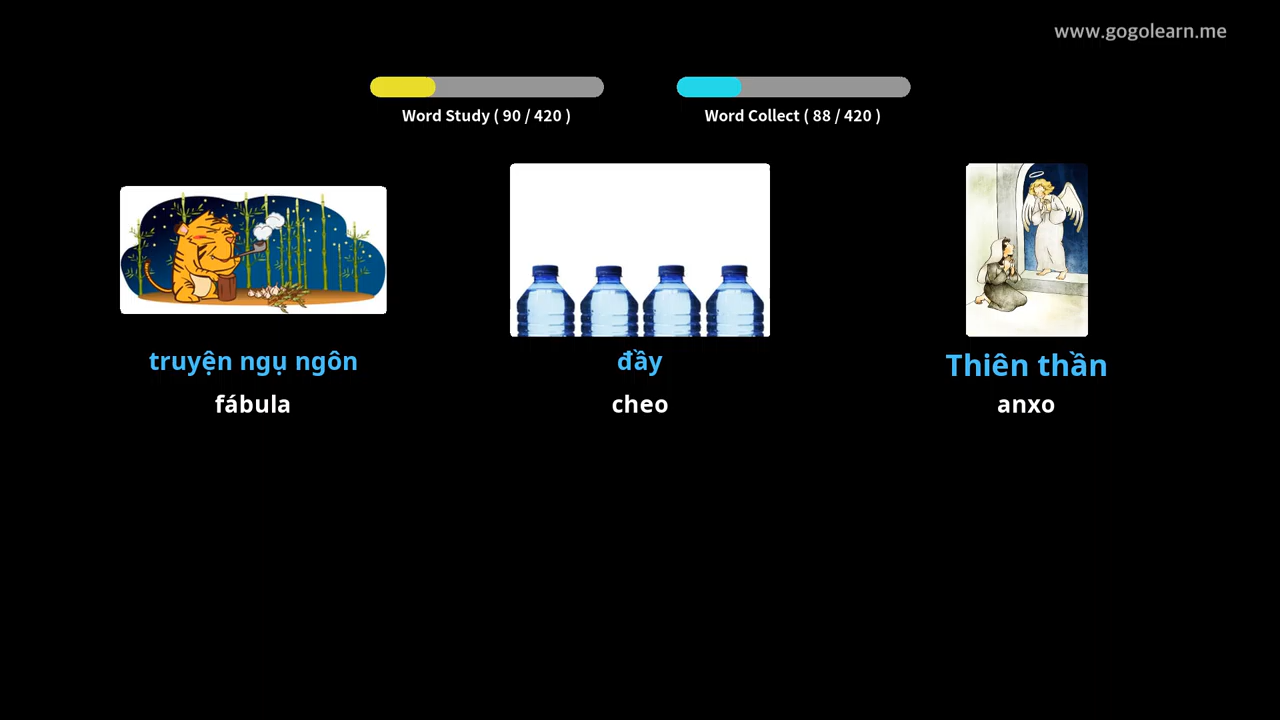 www.gogolearn.me
Word Study ( 90 / 420 )
Word Collect ( 88 / 420 )
truyện ngụ ngôn
đầy
Thiên thần
fábula
cheo
anxo